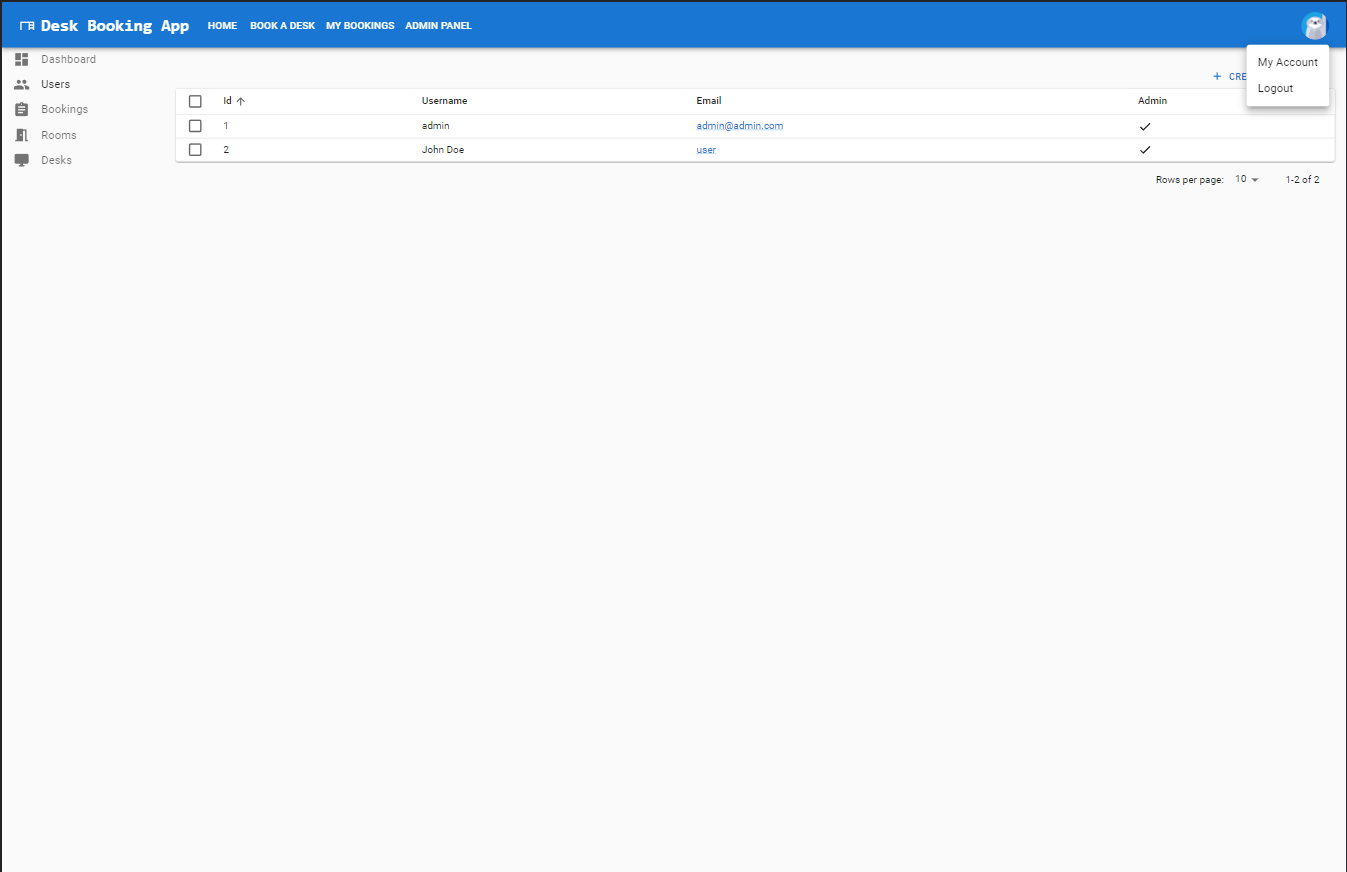 Desk Booking App HOME BOOK A DESK MY BOOKINGS ADMIN PANEL
My Account
Logout
Dashboard
Users
Bookings
Rooms
Desks
+ CRE
Id Username Email Admin
1 admin admin@admin.com
2 John Doe user
Rows per page: 10 1-2 of 2